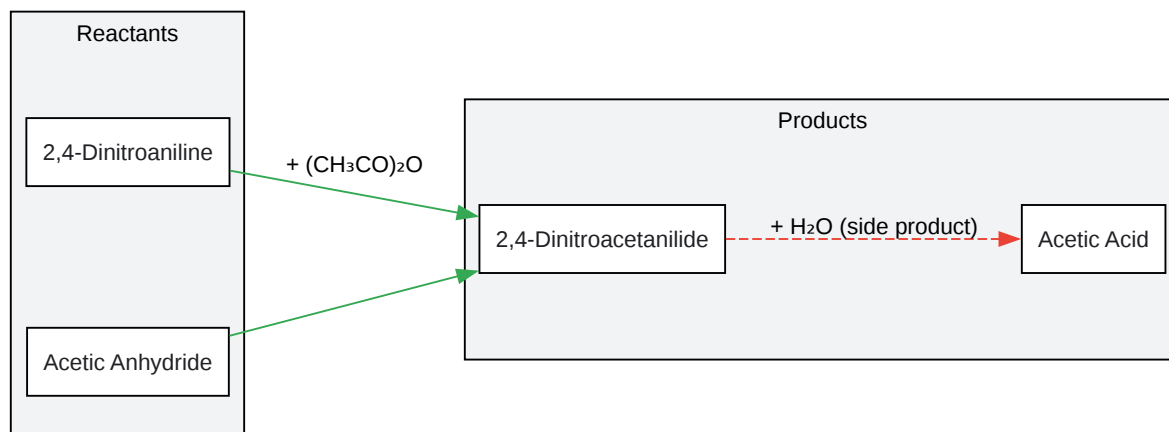 Reactants
2,4-Dinitroaniline
+ (CH₃CO)₂O
Acetic Anhydride
Products
2,4-Dinitroacetanilide
+ H₂O (side product)
Acetic Acid